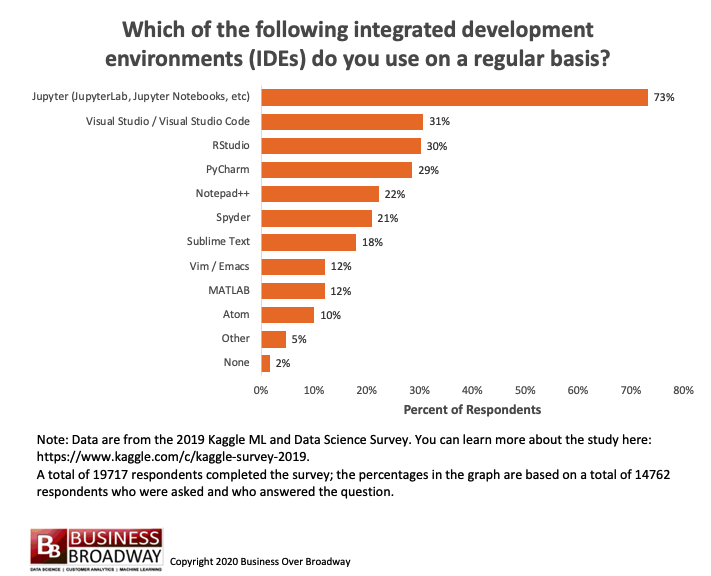 Which of the following integrated development
environments (IDEs) do you use on a regular basis?
Jupyter (JupyterLab, Jupyter Notebooks, etc) 73%
Visual Studio / Visual Studio Code 31%
RStudio 30%
PyCharm 29%
Notepad++ 22%
Spyder 21%
Sublime Text 18%
Vim / Emacs 12%
MATLAB 12%
Atom 10%
Other 5%
None 2%
0% 10% 20% 30% 40% 50% 60% 70% 80%
Percent of Respondents
Note: Data are from the 2019 Kaggle ML and Data Science Survey. You can learn more about the study here:
https://www.kaggle.com/c/kaggle-survey-2019.
A total of 19717 respondents completed the survey; the percentages in the graph are based on a total of 14762
respondents who were asked and who answered the question.
BB BUSINESS
BROADWAY
DATA SCIENCE | CUSTOMER ANALYTICS | MACHINE LEARNING
Copyright 2020 Business Over Broadway